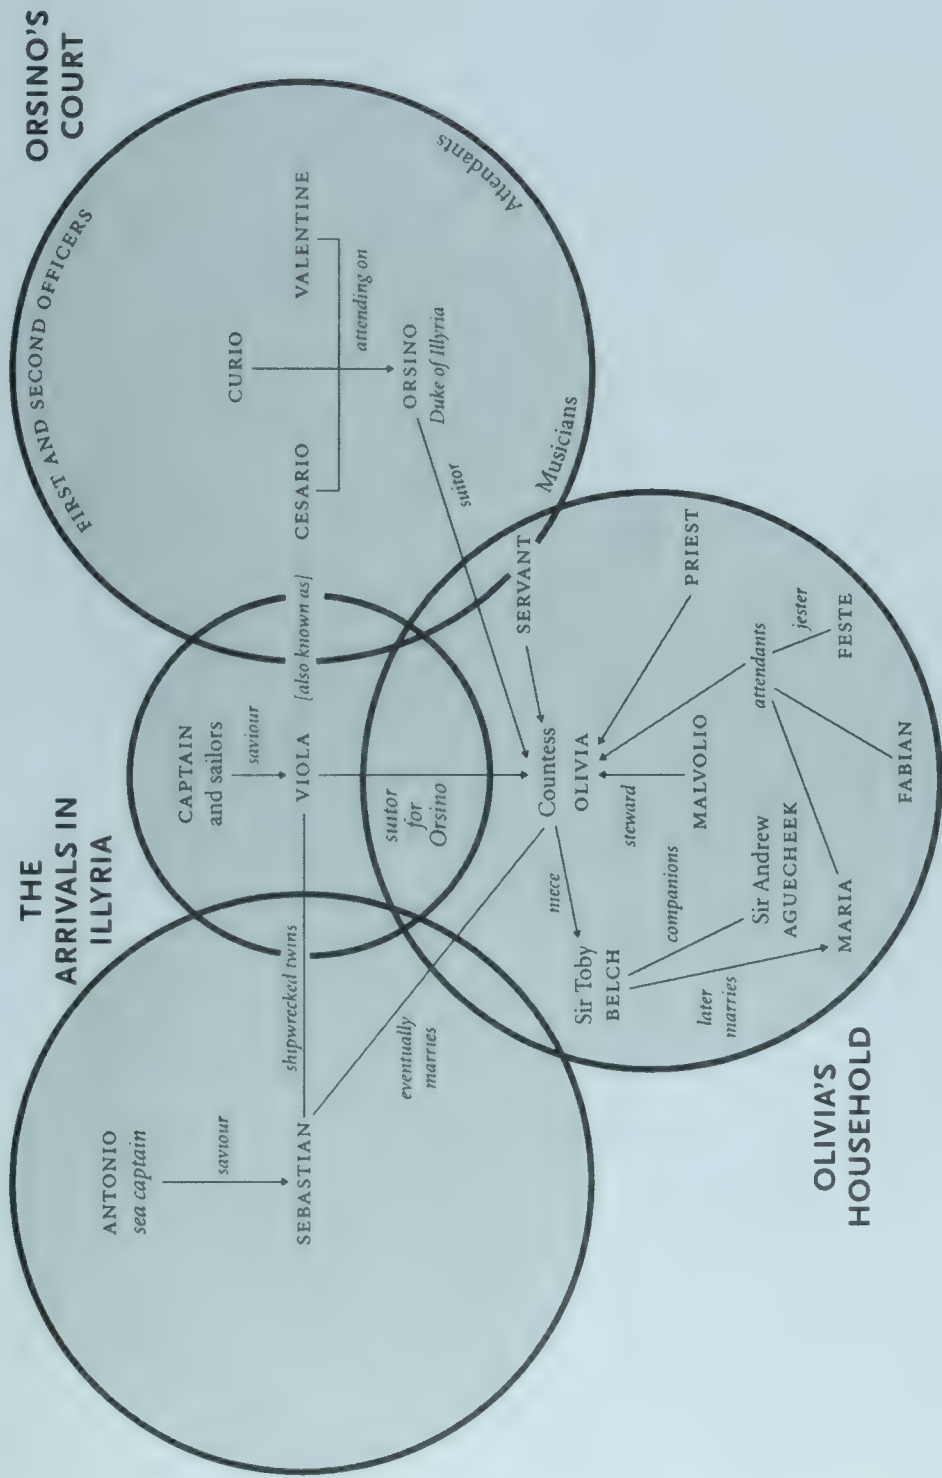 THE
ARRIVALS IN
ILLYRIA
ORSINO'S
COURT
ANTONIO
sea captain
saviour
SEBASTIAN
shipwrecked twins
eventually
marries
CAPTAIN
and sailors
saviour
VIOLA
[also known as]
suitor
for
Orsino
FIRST AND SECOND OFFICERS
CURIO
CESARIO
VALENTINE
attending on
ORSINO
Duke of Illyria
Attendants
Musicians
suitor
SERVANT
Countess
OLIVIA
niece
Sir Toby
BELCH
steward
MALVOLIO
PRIEST
companions
Sir Andrew
AGUECHEEK
later
marries
MARIA
attendants
jester
FESTE
FABIAN
OLIVIA'S
HOUSEHOLD